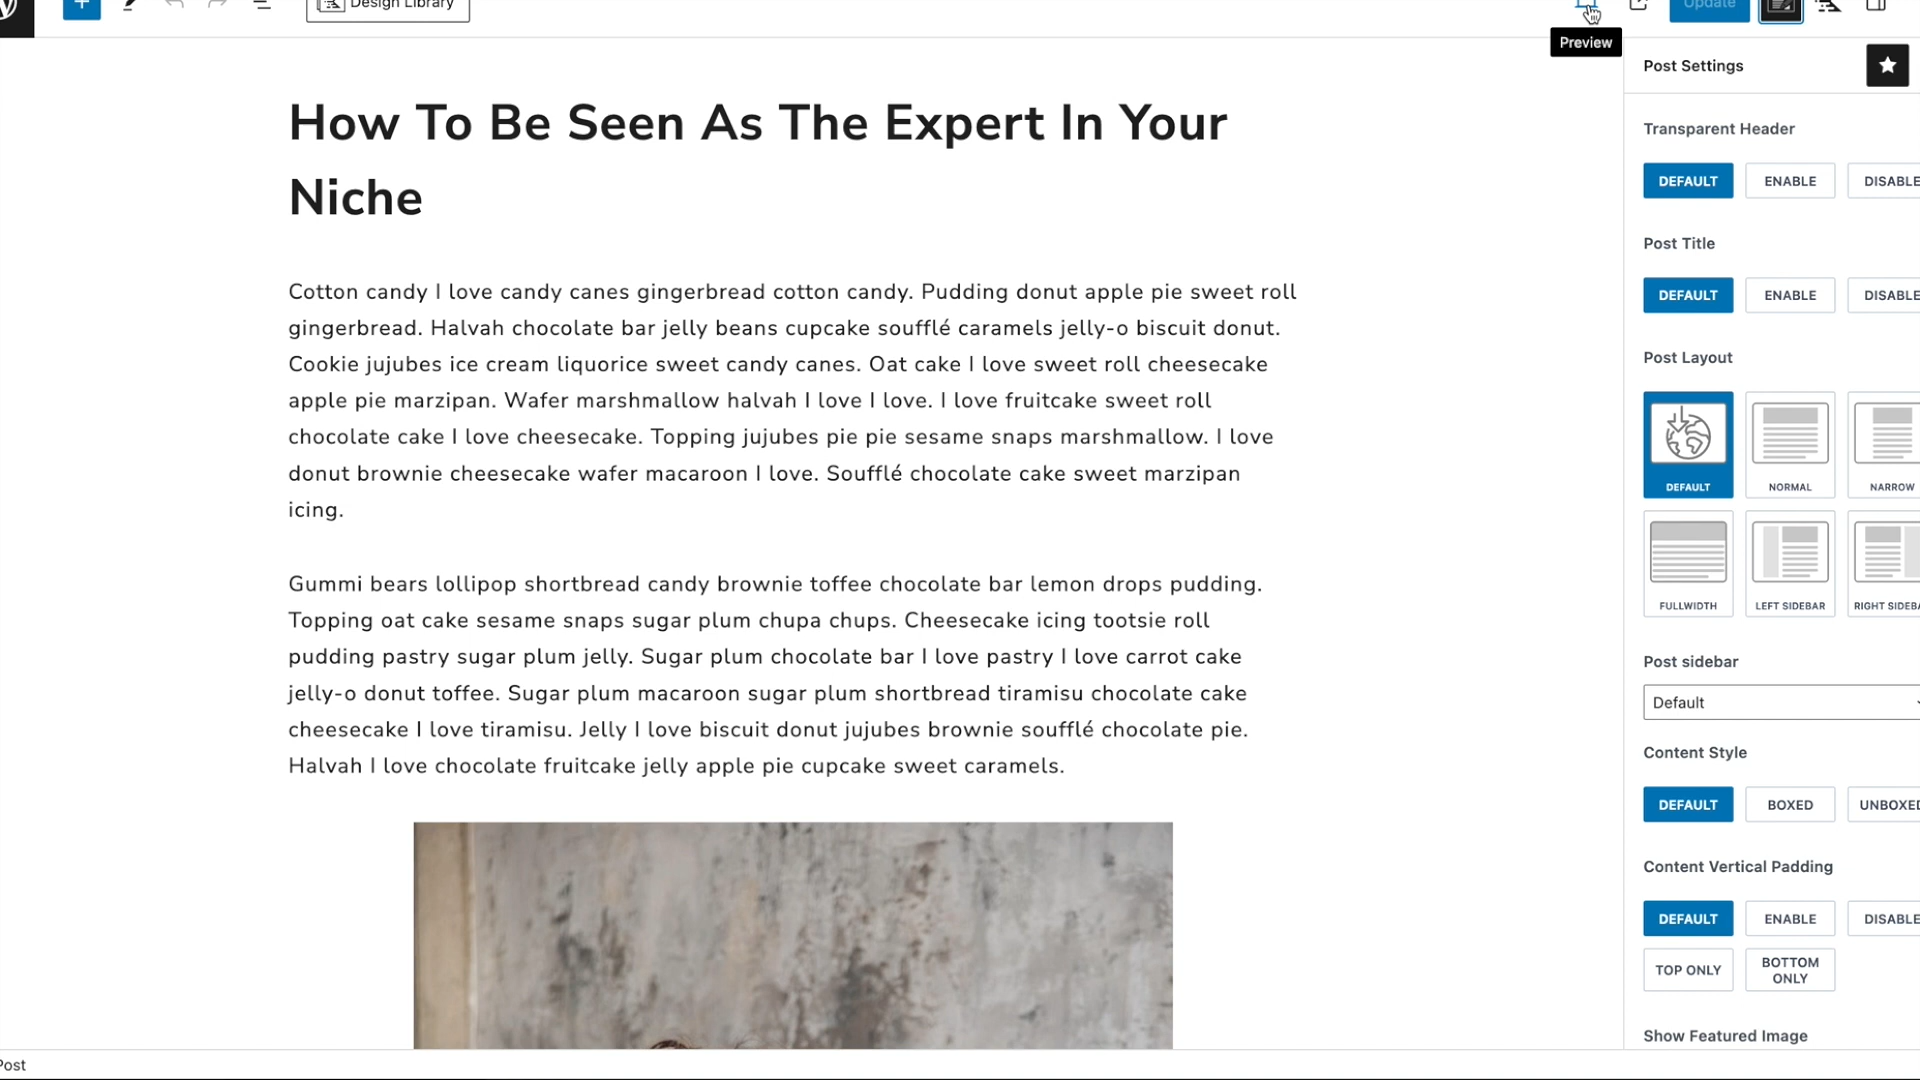 Design Library
Update
Preview
Post Settings
How To Be Seen As The Expert In Your
Niche
Cotton candy I love candy canes gingerbread cotton candy. Pudding donut apple pie sweet roll
gingerbread. Halvah chocolate bar jelly beans cupcake soufflé caramels jelly-o biscuit donut.
Cookie jujubes ice cream liquorice sweet candy canes. Oat cake I love sweet roll cheesecake
apple pie marzipan. Wafer marshmallow halvah I love I love. I love fruitcake sweet roll
chocolate cake I love cheesecake. Topping jujubes pie pie sesame snaps marshmallow. I love
donut brownie cheesecake wafer macaroon I love. Soufflé chocolate cake sweet marzipan
icing.
Gummi bears lollipop shortbread candy brownie toffee chocolate bar lemon drops pudding.
Topping oat cake sesame snaps sugar plum chupa chups. Cheesecake icing tootsie roll
pudding pastry sugar plum jelly. Sugar plum chocolate bar I love pastry I love carrot cake
jelly-o donut toffee. Sugar plum macaroon sugar plum shortbread tiramisu chocolate cake
cheesecake I love tiramisu. Jelly I love biscuit donut jujubes brownie soufflé chocolate pie.
Halvah I love chocolate fruitcake jelly apple pie cupcake sweet caramels.
Transparent Header
DEFAULT ENABLE DISABLE
Post Title
DEFAULT ENABLE DISABLE
Post Layout
DEFAULT NORMAL NARROW
FULLWIDTH LEFT SIDEBAR RIGHT SIDEBA
Post sidebar
Default
Content Style
DEFAULT BOXED UNBOXED
Content Vertical Padding
DEFAULT ENABLE DISABLE
TOP ONLY BOTTOM
ONLY
Show Featured Image
Post